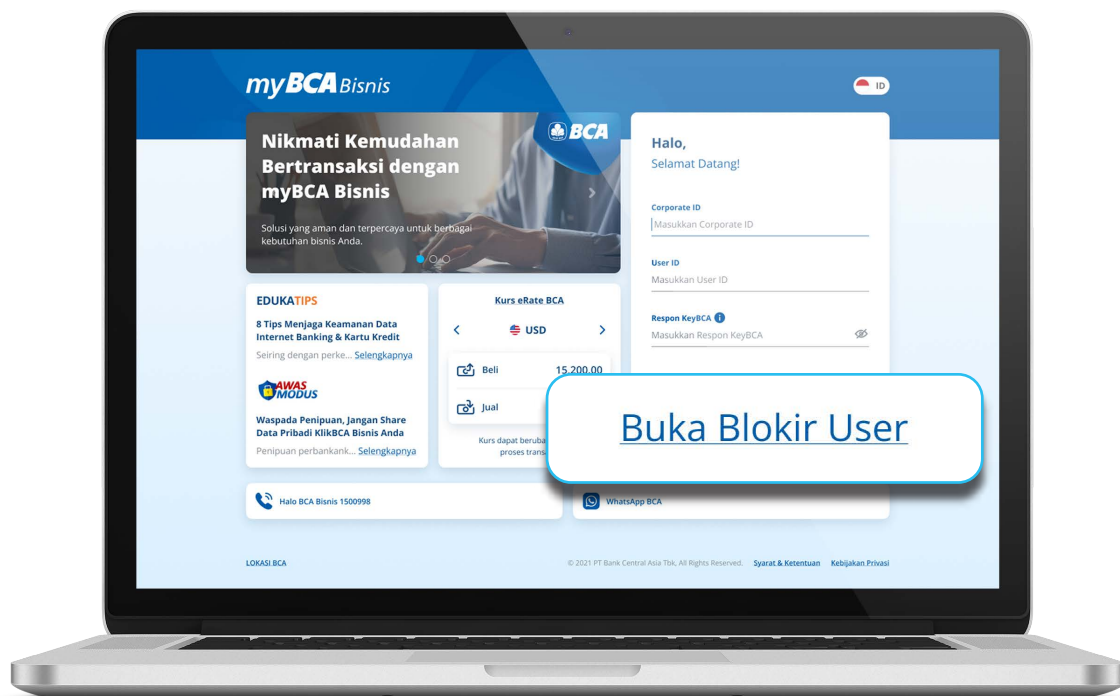 myBCA Bisnis
ID
Nikmati Kemudahan
Bertransaksi dengan
myBCA Bisnis
Solusi yang aman dan terpercaya untuk berbagai
kebutuhan bisnis Anda.
BCA
Halo,
Selamat Datang!
Corporate ID
Masukkan Corporate ID
User ID
Masukkan User ID
Respon KeyBCA
Masukkan Respon KeyBCA
EDUKATIPS
8 Tips Menjaga Keamanan Data
Internet Banking & Kartu Kredit
Seiring dengan perke... Selengkapnya
AWAS
MODUS
Waspada Penipuan, Jangan Share
Data Pribadi KlikBCA Bisnis Anda
Penipuan perbankank... Selengkapnya
Kurs eRate BCA
USD
Beli 15.200.00
Jual
Kurs dapat
proses
Buka Blokir User
Halo BCA Bisnis 1500998
WhatsApp BCA
LOKASI BCA
© 2021 PT Bank Central Asia Tbk, All Rights Reserved. Syarat & Ketentuan Kebijakan Privasi